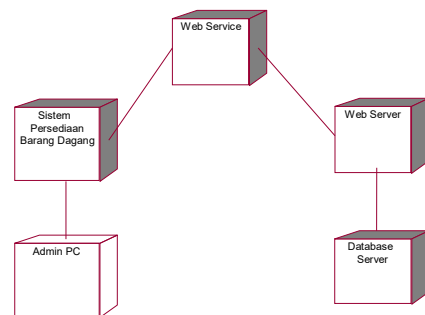 Web Service
Sistem
Persediaan
Barang Dagang
Web Server
Admin PC
Database
Server